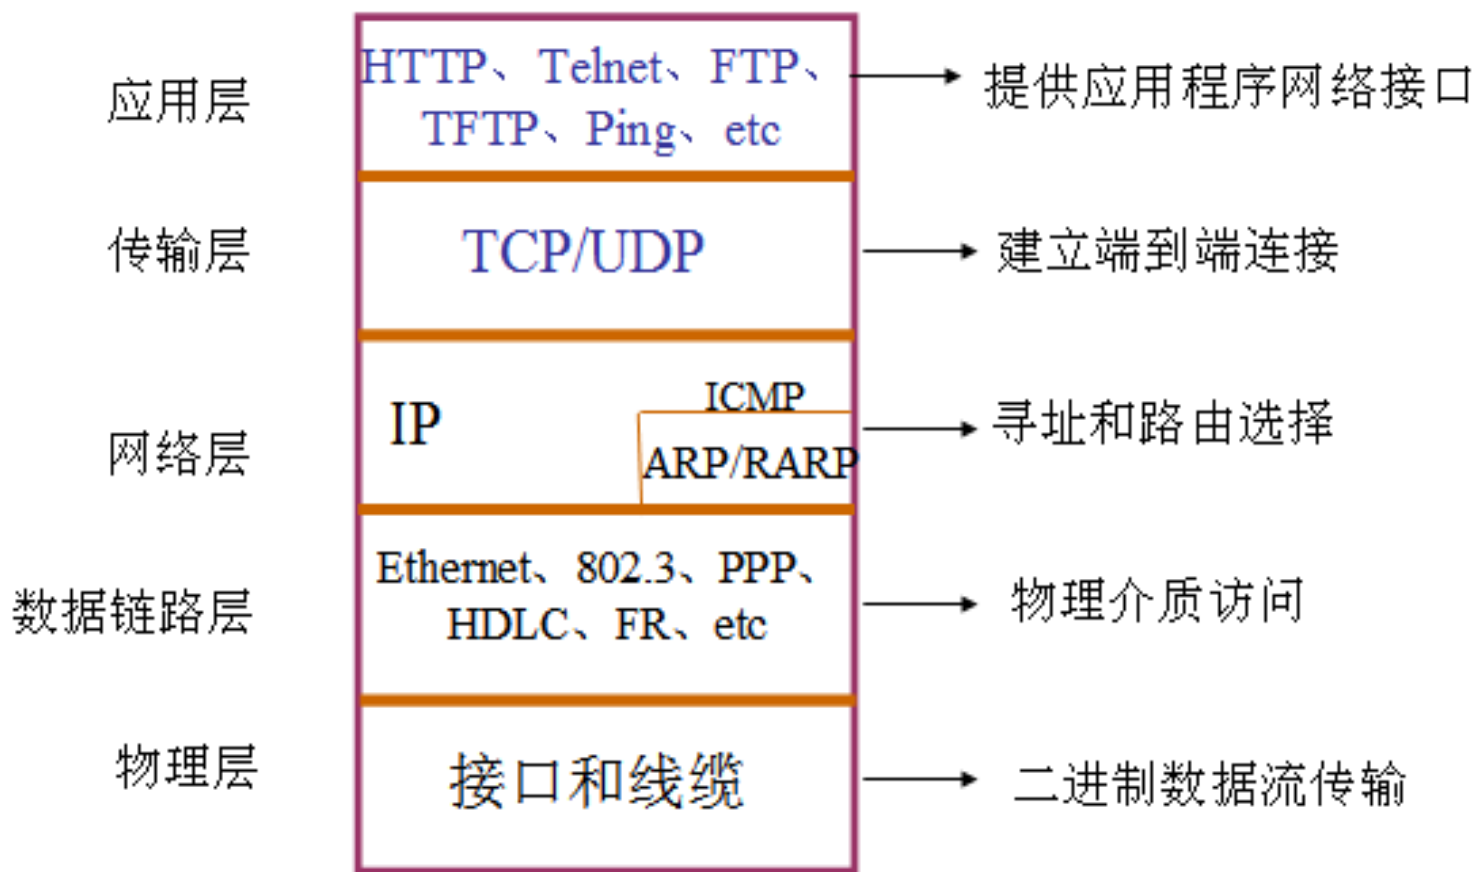 应用层
HTTP、Telnet、FTP、
TFTP、Ping、etc
提供应用程序网络接口
传输层
TCP/UDP
建立端到端连接
网络层
IP
ICMP
ARP/RARP
寻址和路由选择
数据链路层
Ethernet、802.3、PPP、
HDLC、FR、etc
物理介质访问
物理层
接口和线缆
二进制数据流传输